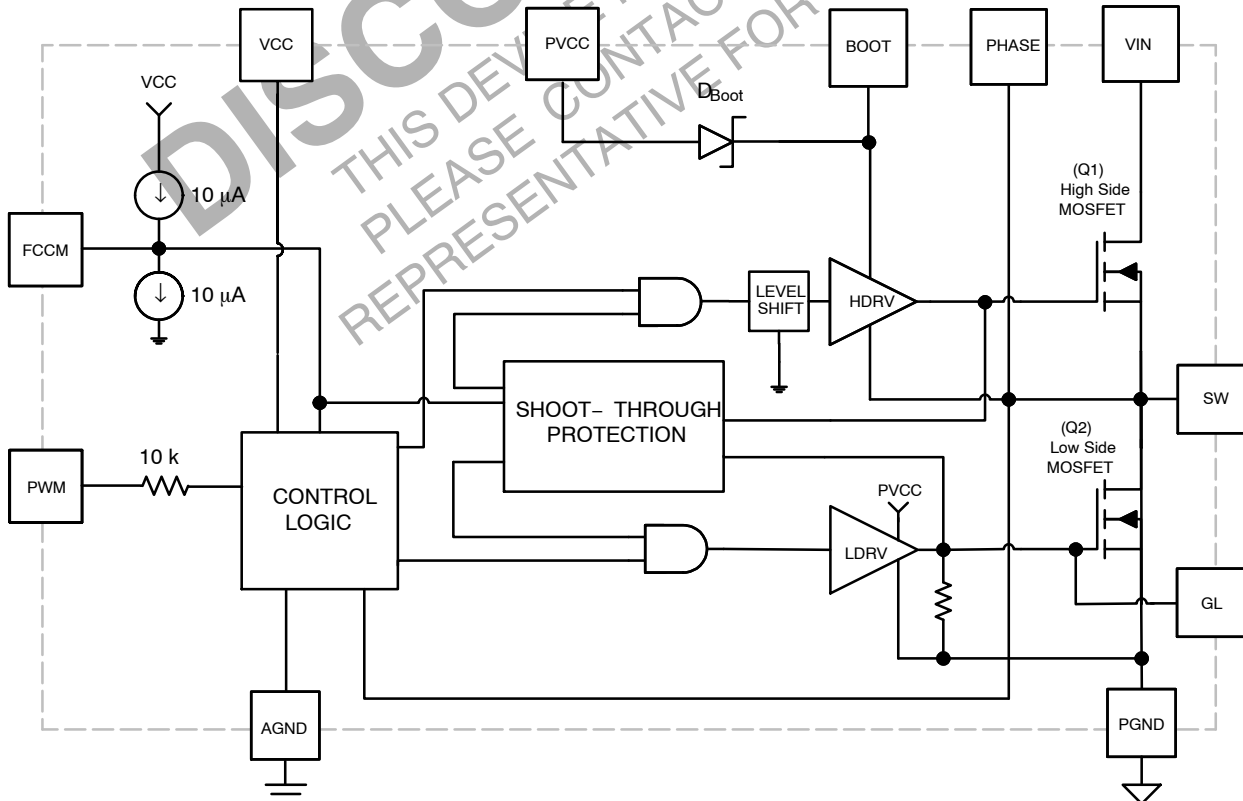 VCC
PVCC
BOOT
PHASE
VIN
VCC
DBoot
DISCO
THIS DEVICE
PLEASE CONTAC
REPRESENTATIVE FOR
10 μA
FCCM
10 μA
(Q1)
High Side
MOSFET
LEVEL
SHIFT
HDRV
SHOOT– THROUGH
PROTECTION
SW
(Q2)
Low Side
MOSFET
10 k
PWM
CONTROL
LOGIC
PVCC
LDRV
GL
AGND
PGND